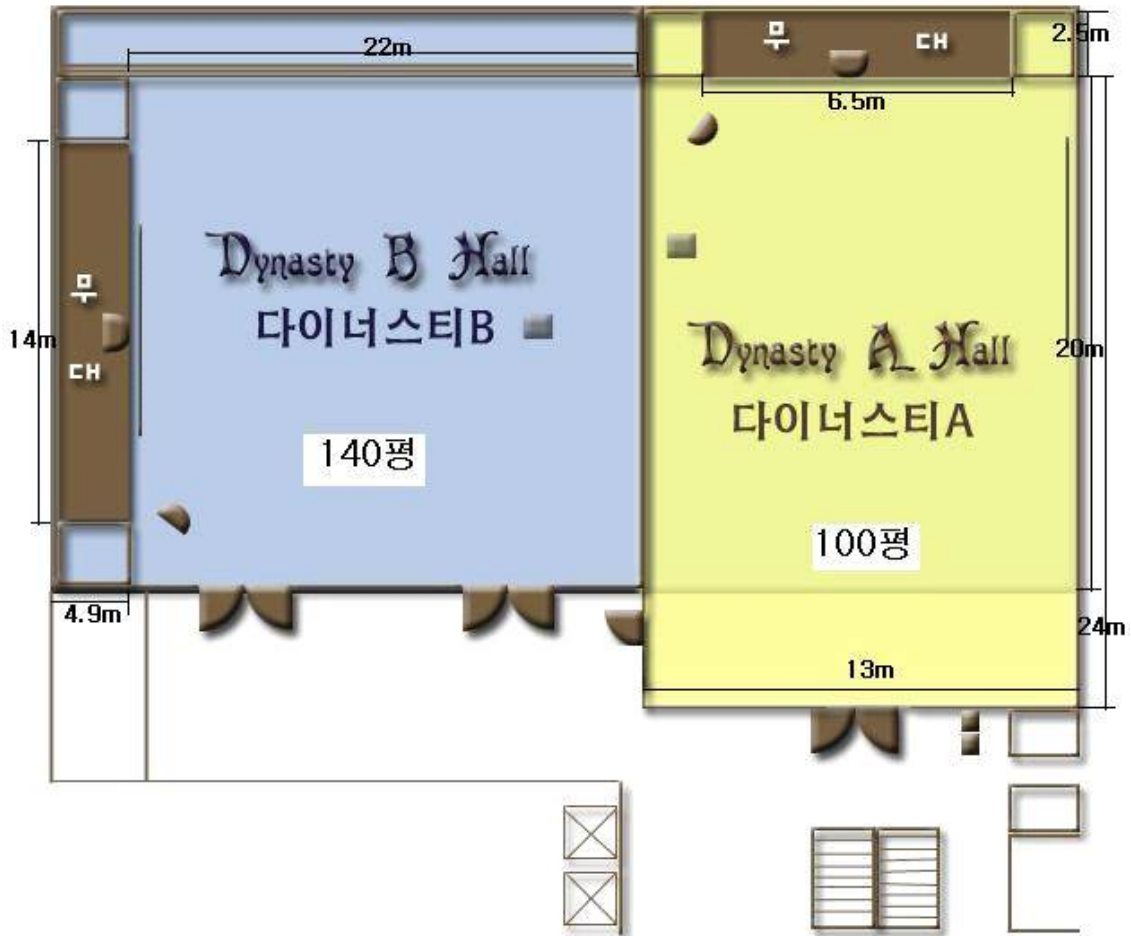 무 대
2.5m
22m
6.5m
Dynasty B Hall
다이너스티B
140평
무
대
14m
4.9m
Dynasty A Hall
다이너스티A
20m
100평
24m
13m